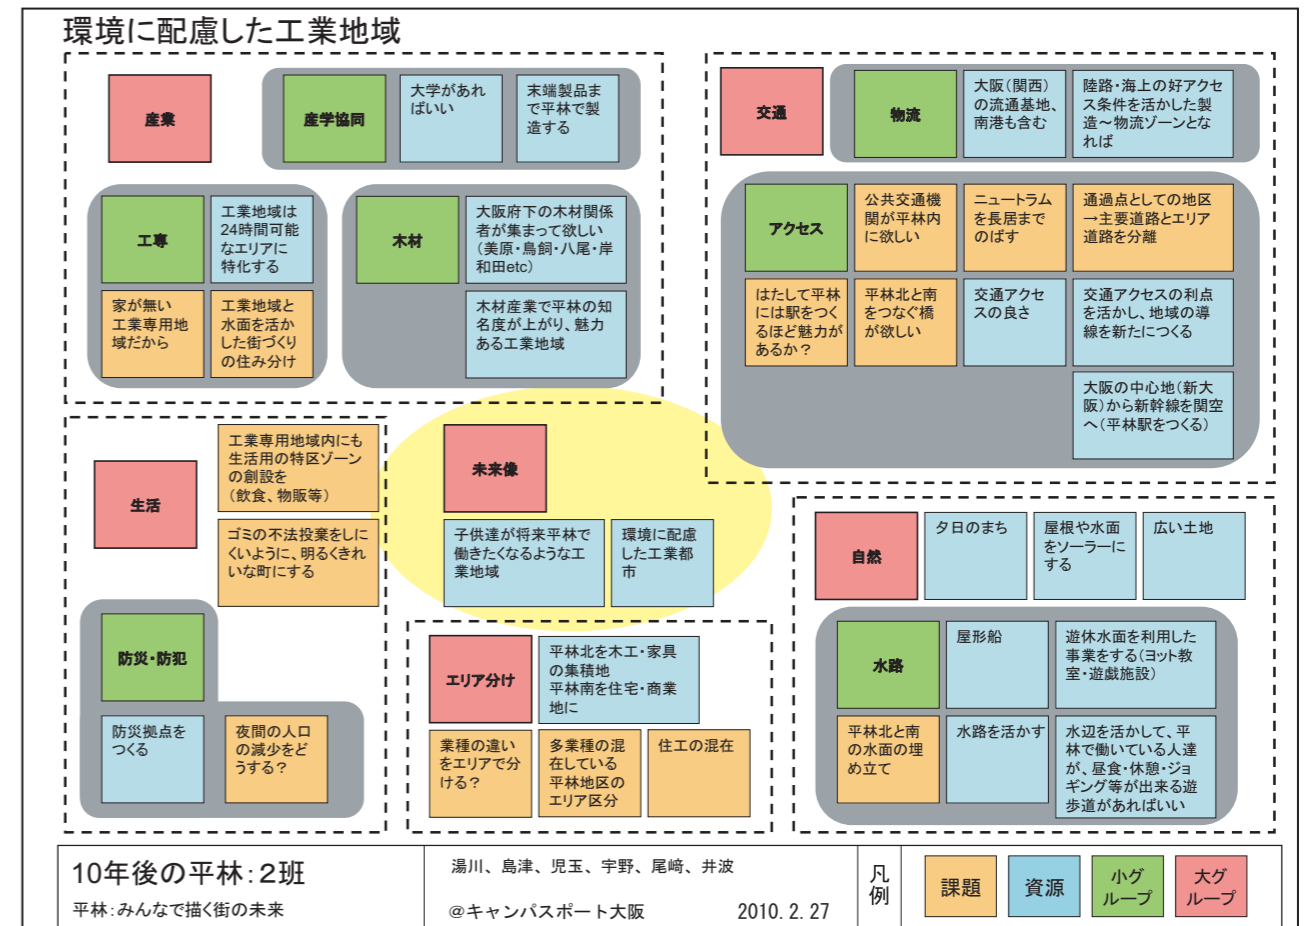 環境に配慮した工業地域
産業
産学協同
大学があれ
ばいい
末端製品ま
で平林で製
造する
工専
工業地域は
24時間可能
なエリアに
特化する
家が無い
工業専用地
域だから
工業地域と
水面を活か
した街づくり
の住み分け
木材
大阪府下の木材関係
者が集まって欲しい
(美原・鳥飼・八尾・岸
和田etc)
木材産業で平林の知
名度が上がり、魅力
ある工業地域
交通
物流
大阪(関西)
の流通基地、
南港も含む
陸路・海上の好アクセ
ス条件を活かした製
造～物流ゾーンとな
れば
アクセス
公共交通機
関が平林内
に欲しい
ニュートラム
を長居まで
のばす
通過点としての地区
→主要道路とエリア
道路を分離
はたして平林
には駅をつく
るほど魅力が
あるか？
平林北と南
をつなぐ橋
が欲しい
交通アクセ
スの良さ
交通アクセスの利点
を活かし、地域の導
線を新たにつくる
大阪の中心地(新大
阪)から新幹線を関空
へ(平林駅をつくる)
生活
工業専用地域内にも
生活用の特区ゾーン
の創設を
(飲食、物販等)
ゴミの不法投棄をしに
くいように、明るくきれ
いな町にする
防災・防犯
防災拠点を
つくる
夜間の人口
の減少をど
うする？
未来像
子供達が将来平林で
働きたくなるような工
業地域
環境に配慮
した工業都
市
エリア分け
平林北を木工・家具
の集積地
平林南を住宅・商業
地に
業種の違い
をエリアで分
ける？
多業種の混
在している
平林地区の
エリア区分
住工の混在
自然
夕日のまち
屋根や水面
をソーラーに
する
広い土地
水路
屋形船
遊休水面を利用した
事業をする(ヨット教
室・遊戯施設)
平林北と南
の水面の埋
め立て
水路を活かす
水辺を活かして、平
林で働いている人達
が、昼食・休憩・ジョ
ギング等が出来る遊
歩道があればいい
10年後の平林：２班
平林：みんなで描く街の未来
湯川、島津、児玉、宇野、尾﨑、井波
@キャンパスポート大阪 2010. 2. 27
凡
例
課題
資源
小グ
ループ
大グ
ループ